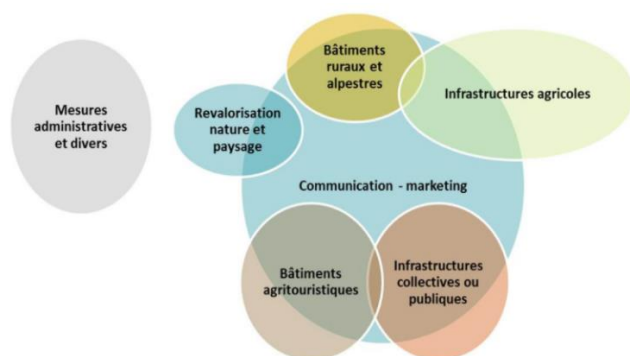 Bâtiments
ruraux et
alpestres
Infrastructures agricoles
Mesures
administratives
et divers
Revalorisation
nature et
paysage
Communication - marketing
Bâtiments
agritouristiques
Infrastructures
collectives ou
publiques